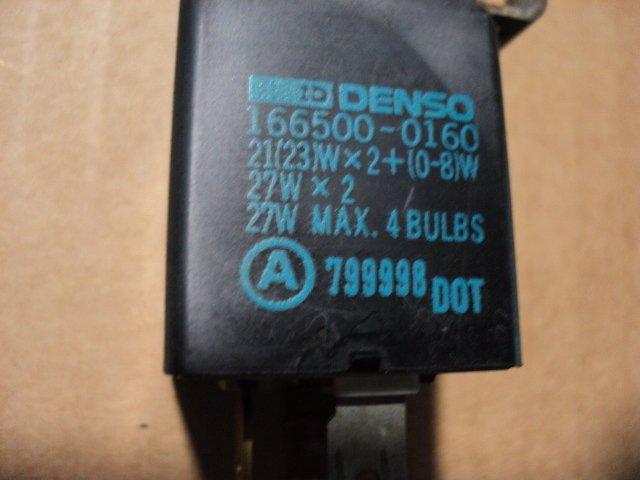 DENSO
166500-0160
21(23)W×2+(0-8)W
27W × 2
27W MAX. 4 BULBS
A 799998 DOT